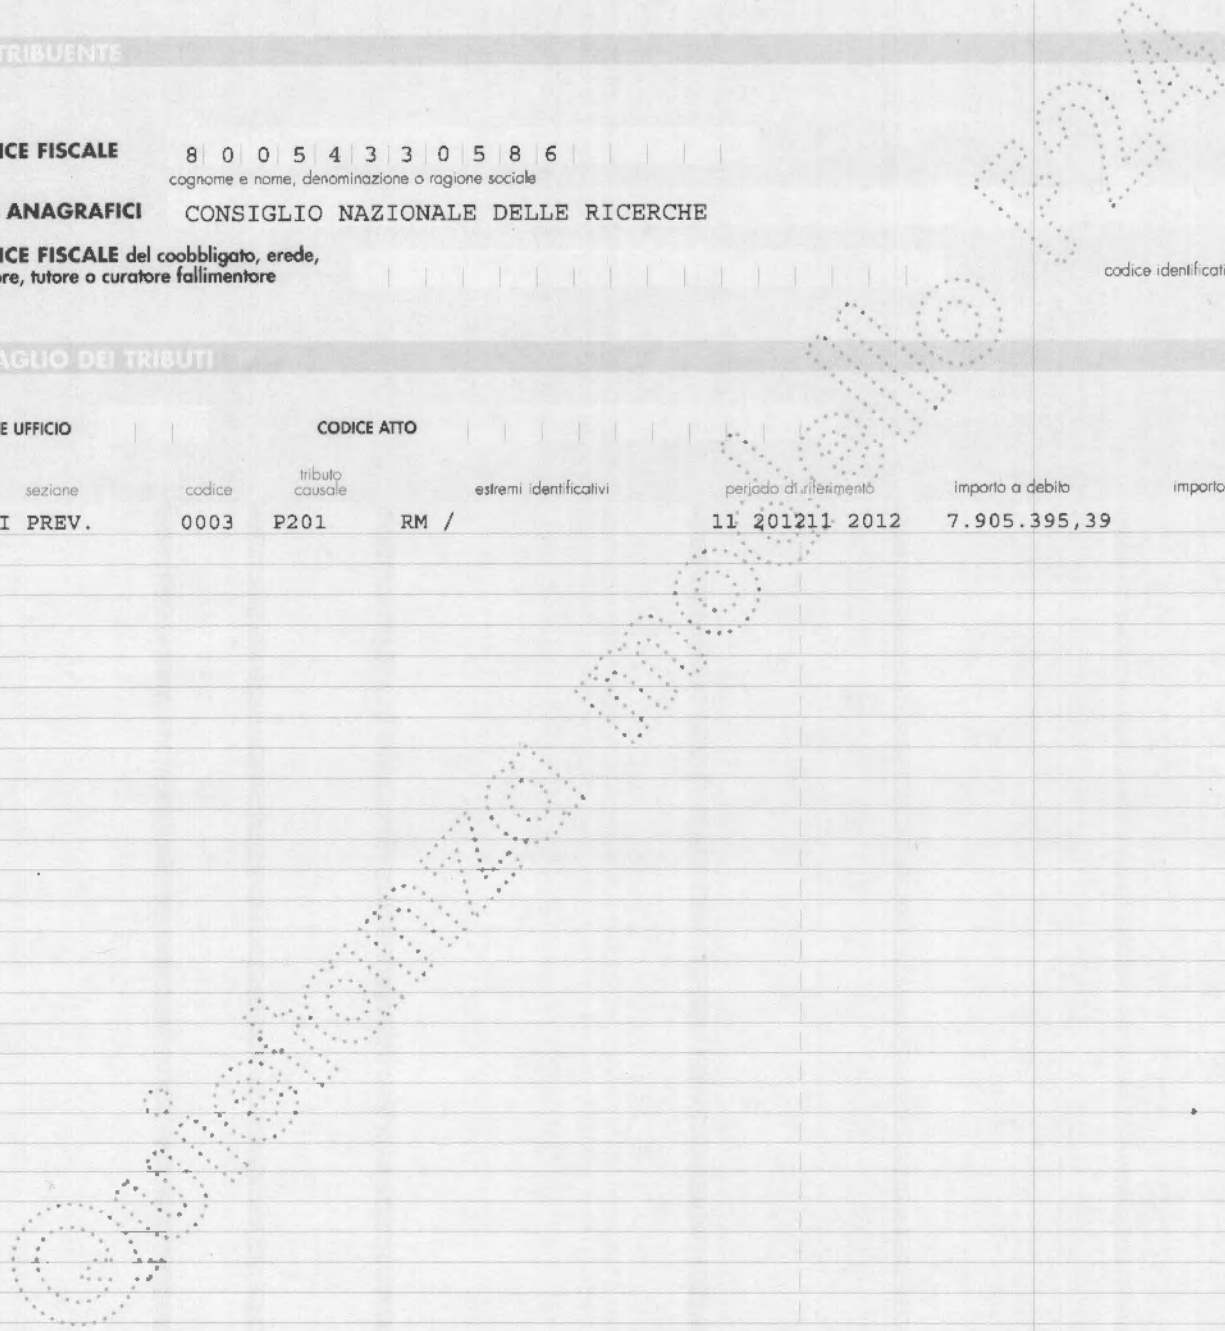 TRIBUENTE
ICE FISCALE 8 0 0 5 4 3 3 0 5 8 6
cognome e nome, denominazione o ragione sociale
ANAGRAFICI CONSIGLIO NAZIONALE DELLE RICERCHE
ICE FISCALE del coobbligato, erede,
re, tutore o curatore fallimentore
codice identificati
AGLIO DEI TRIBUTI
E UFFICIO CODICE ATTO
sezione codice tributo causale estremi identificativi periodo di riferimento importo a debito importo
I PREV. 0003 P201 RM / 11 201211 2012 7.905.395,39
Quietanza modello F24